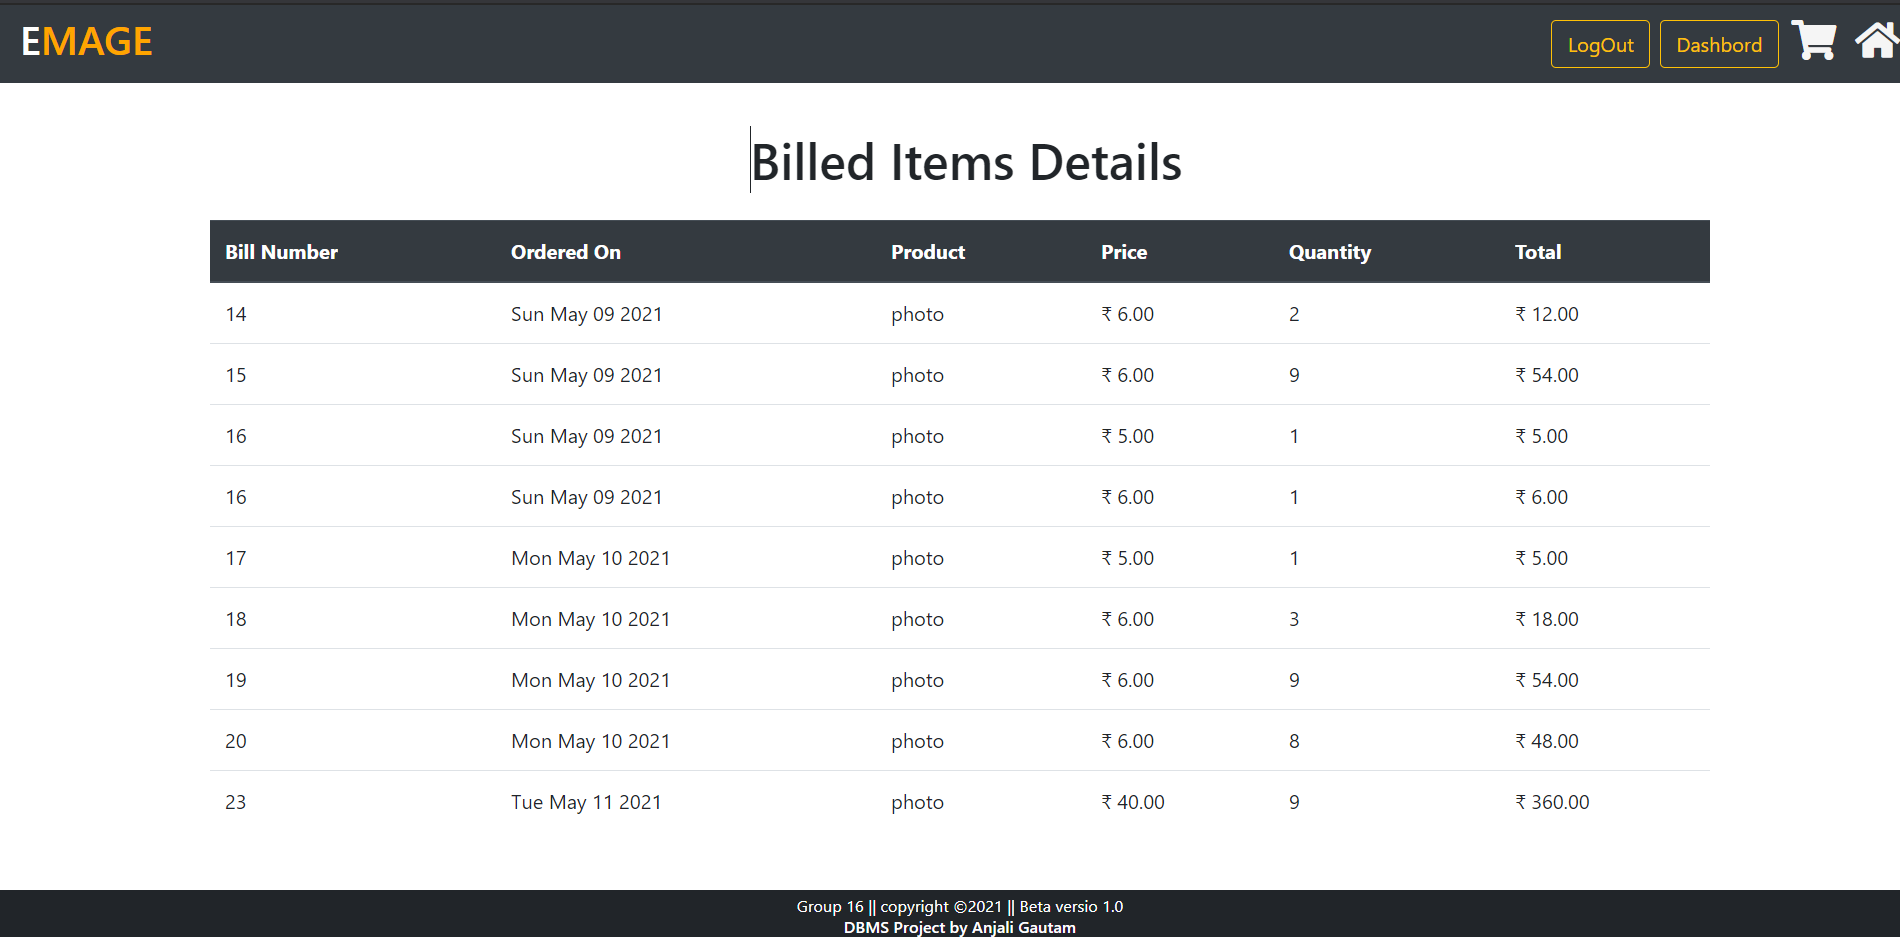 EMAGE LogOut Dashbord
Billed Items Details
Bill Number Ordered On Product Price Quantity Total
14 Sun May 09 2021 photo ₹ 6.00 2 ₹ 12.00
15 Sun May 09 2021 photo ₹ 6.00 9 ₹ 54.00
16 Sun May 09 2021 photo ₹ 5.00 1 ₹ 5.00
16 Sun May 09 2021 photo ₹ 6.00 1 ₹ 6.00
17 Mon May 10 2021 photo ₹ 5.00 1 ₹ 5.00
18 Mon May 10 2021 photo ₹ 6.00 3 ₹ 18.00
19 Mon May 10 2021 photo ₹ 6.00 9 ₹ 54.00
20 Mon May 10 2021 photo ₹ 6.00 8 ₹ 48.00
23 Tue May 11 2021 photo ₹ 40.00 9 ₹ 360.00
Group 16 || copyright ©2021 || Beta versio 1.0
DBMS Project by Anjali Gautam